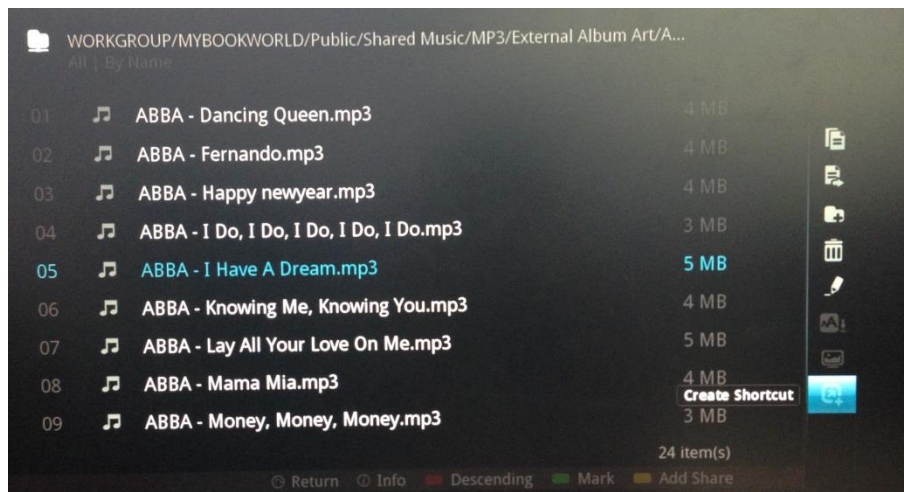 WORKGROUP/MYBOOKWORLD/Public/Shared Music/MP3/External Album Art/A...
All | By Name
01 ABBA - Dancing Queen.mp3 4 MB
02 ABBA - Fernando.mp3 4 MB
03 ABBA - Happy newyear.mp3 4 MB
04 ABBA - I Do, I Do, I Do, I Do, I Do.mp3 3 MB
05 ABBA - I Have A Dream.mp3 5 MB
06 ABBA - Knowing Me, Knowing You.mp3 4 MB
07 ABBA - Lay All Your Love On Me.mp3 5 MB
08 ABBA - Mama Mia.mp3 4 MB
Create Shortcut
09 ABBA - Money, Money, Money.mp3 3 MB
24 item(s)
Return Info Descending Mark Add Share